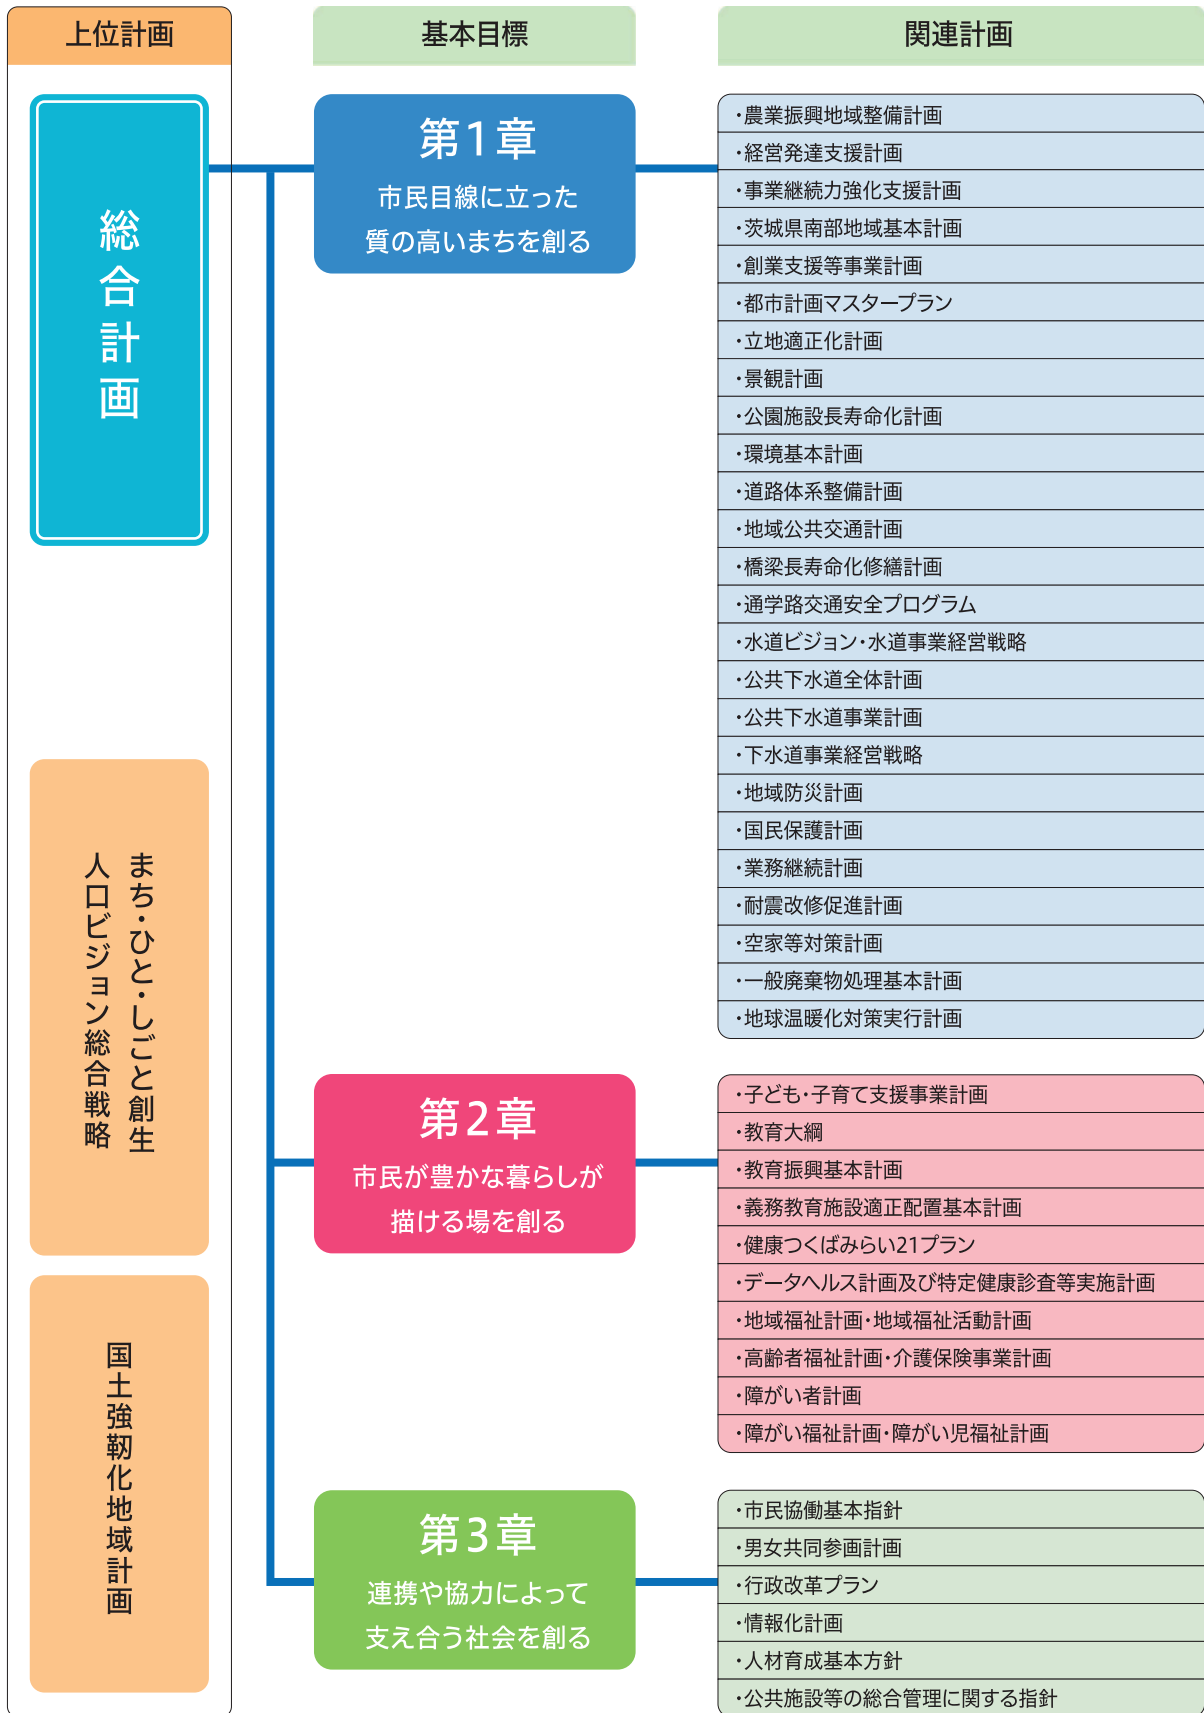 上位計画
総合計画
まち・ひと・しごと創生
人口ビジョン総合戦略
国土強靭化地域計画
基本目標
関連計画
第1章
市民目線に立った
質の高いまちを創る
・農業振興地域整備計画
・経営発達支援計画
・事業継続力強化支援計画
・茨城県南部地域基本計画
・創業支援等事業計画
・都市計画マスタープラン
・立地適正化計画
・景観計画
・公園施設長寿命化計画
・環境基本計画
・道路体系整備計画
・地域公共交通計画
・橋梁長寿命化修繕計画
・通学路交通安全プログラム
・水道ビジョン・水道事業経営戦略
・公共下水道全体計画
・公共下水道事業計画
・下水道事業経営戦略
・地域防災計画
・国民保護計画
・業務継続計画
・耐震改修促進計画
・空家等対策計画
・一般廃棄物処理基本計画
・地球温暖化対策実行計画
第2章
市民が豊かな暮らしが
描ける場を創る
・子ども・子育て支援事業計画
・教育大綱
・教育振興基本計画
・義務教育施設適正配置基本計画
・健康つくばみらい21プラン
・データヘルス計画及び特定健康診査等実施計画
・地域福祉計画・地域福祉活動計画
・高齢者福祉計画・介護保険事業計画
・障がい者計画
・障がい福祉計画・障がい児福祉計画
第3章
連携や協力によって
支え合う社会を創る
・市民協働基本指針
・男女共同参画計画
・行政改革プラン
・情報化計画
・人材育成基本方針
・公共施設等の総合管理に関する指針